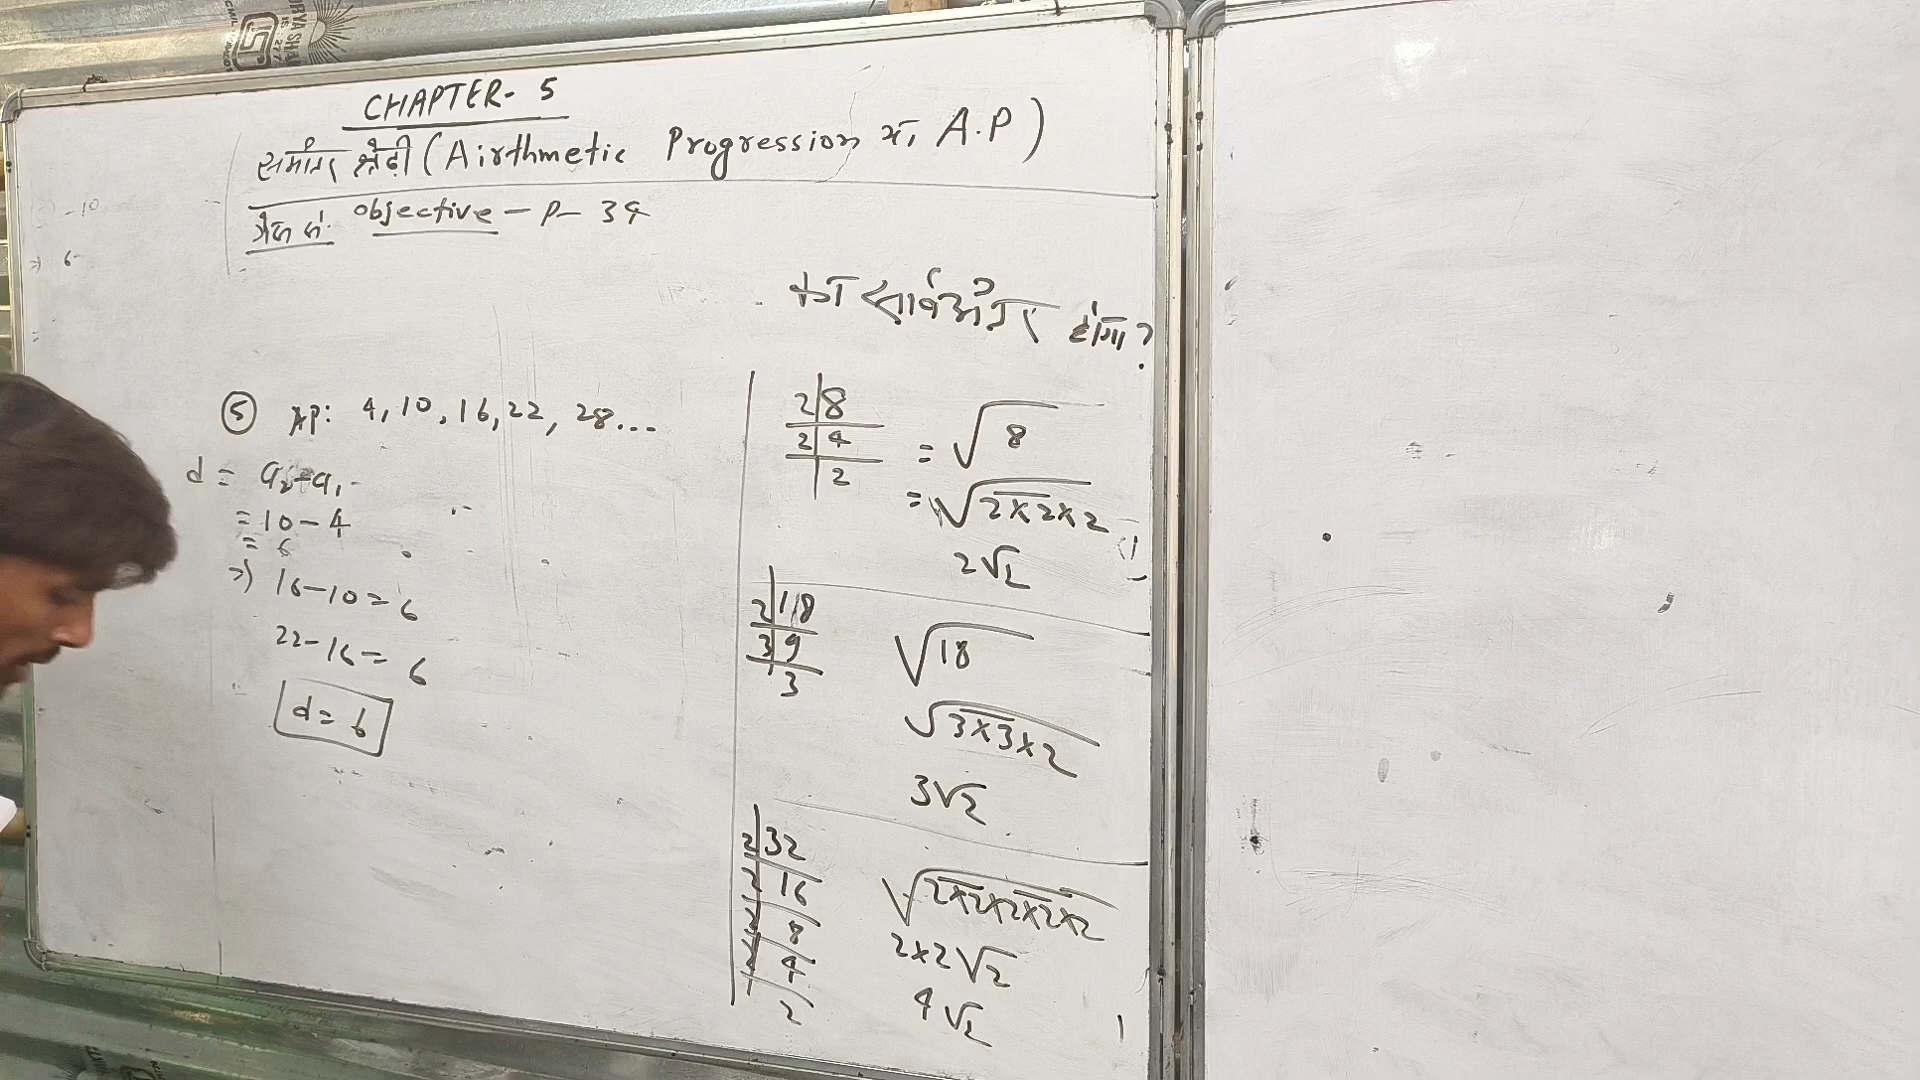 CHAPTER- 5
समांतर श्रेढ़ी (Airthmetic Progression या, A.P)
objective - P- 34
का सार्वअंतर होगा?
⑤ AP: 4, 10, 16, 22, 28...
d = a₂-a₁
= 10 - 4
= 6
⇒ 16-10 = 6
22-16 = 6
d = 6
2|8
2|4
|2
= √8
= √2×2×2
2√2
2|18
3|9
3
√18
√3×3×2
3√2
2|32
2|16
2|8
2|4
2
√2×2×2×2×2
2×2√2
4√2